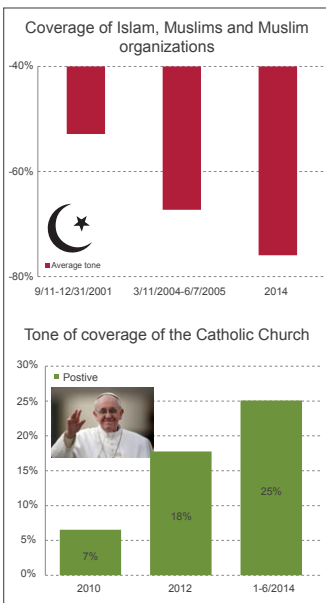 Coverage of Islam, Muslims and Muslim
organizations
-40%
-60%
-80%
Average tone
9/11-12/31/2001 3/11/2004-6/7/2005 2014
Tone of coverage of the Catholic Church
30%
25%
20%
15%
10%
5%
0%
Postive
7%
18%
25%
2010 2012 1-6/2014